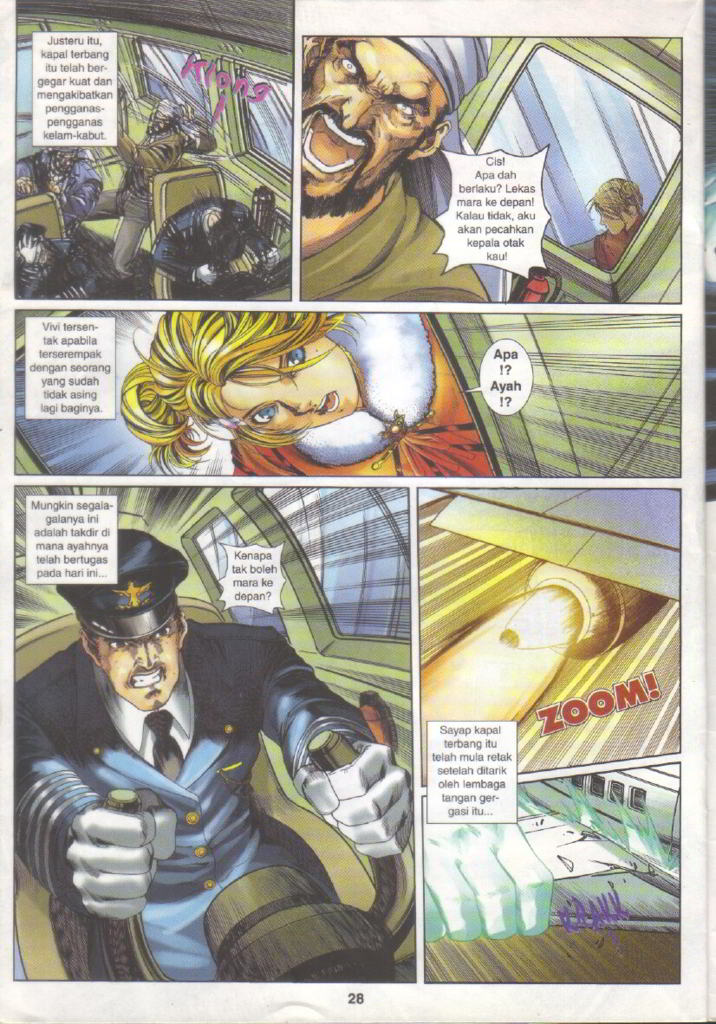 Justeru itu,
kapal terbang
itu telah ber-
gegar kuat dan
mengakibatkan
pengganas-
pengganas
kelam-kabut.
Klang
!
Cis!
Apa dah
berlaku? Lekas
mara ke depan!
Kalau tidak, aku
akan pecahkan
kepala otak
kau!
Vivi tersen-
tak apabila
terserempak
dengan seorang
yang sudah
tidak asing
lagi baginya.
Apa
!?
Ayah
!?
Mungkin segala-
galanya ini
adalah takdir di
mana ayahnya
telah bertugas
pada hari ini...
Kenapa
tak boleh
mara ke
depan?
ZOOM!
Sayap kapal
terbang itu
telah mula retak
setelah ditarik
oleh lembaga
tangan ger-
gasi itu...
28